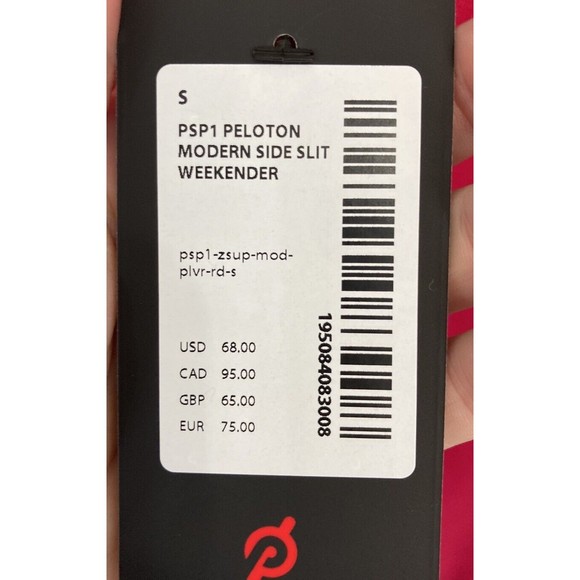 S
PSP1 PELOTON
MODERN SIDE SLIT
WEEKENDER
psp1-zsup-mod-
plvr-rd-s
USD 68.00
CAD 95.00
GBP 65.00
EUR 75.00
195084083008